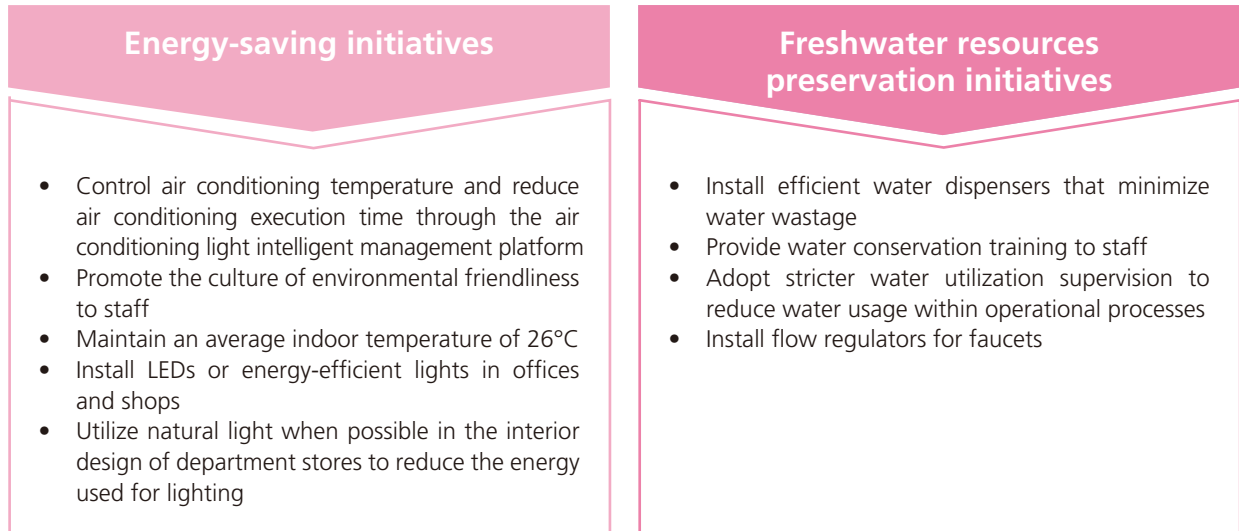 Energy-saving initiatives
• Control air conditioning temperature and reduce
air conditioning execution time through the air
conditioning light intelligent management platform
• Promote the culture of environmental friendliness
to staff
• Maintain an average indoor temperature of 26°C
• Install LEDs or energy-efficient lights in offices
and shops
• Utilize natural light when possible in the interior
design of department stores to reduce the energy
used for lighting
Freshwater resources
preservation initiatives
• Install efficient water dispensers that minimize
water wastage
• Provide water conservation training to staff
• Adopt stricter water utilization supervision to
reduce water usage within operational processes
• Install flow regulators for faucets